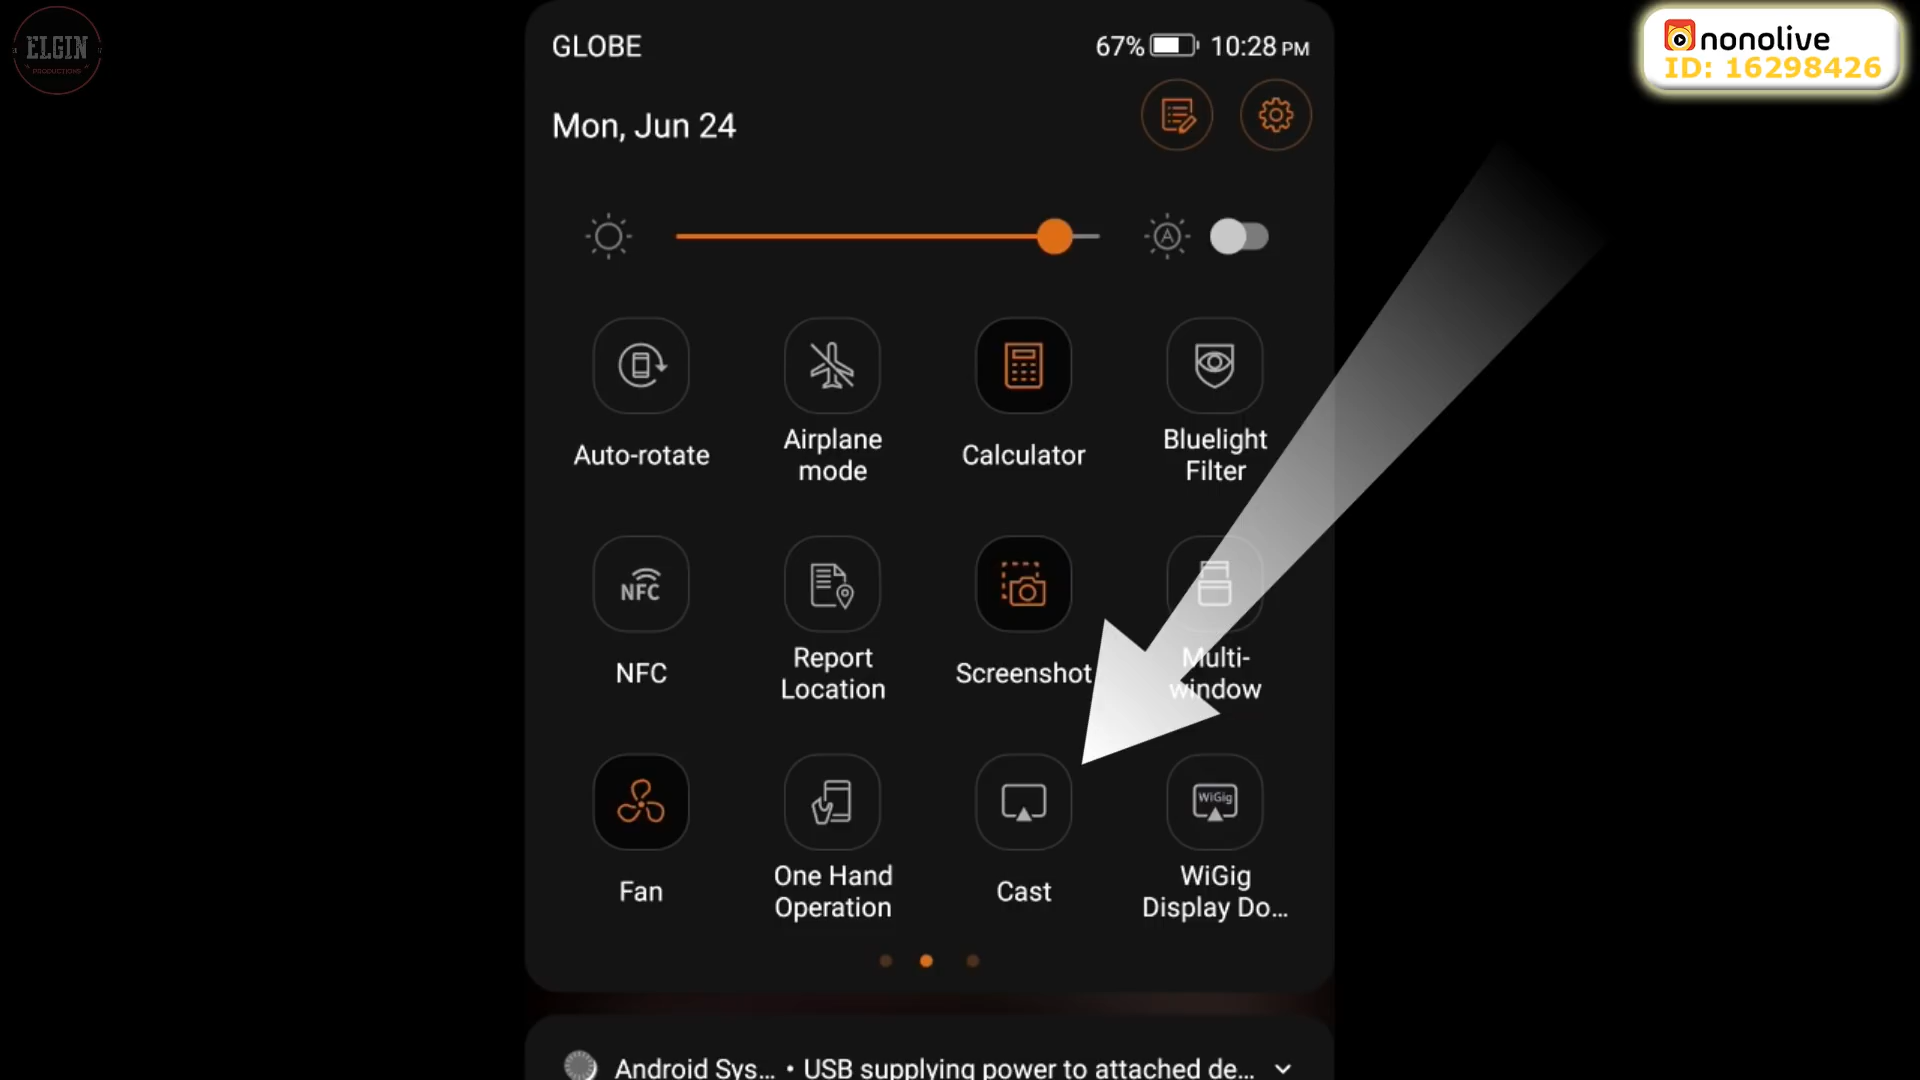 ELGIN
PRODUCTIONS
nonolive
ID: 16298426
GLOBE
67% 10:28 PM
Mon, Jun 24
A
Auto-rotate
Airplane
mode
Calculator
Bluelight
Filter
NFC
NFC
Report
Location
Screenshot
Multi-
window
Fan
One Hand
Operation
Cast
WiGig
WiGig
Display Do...
Android Sys... • USB supplying power to attached de...